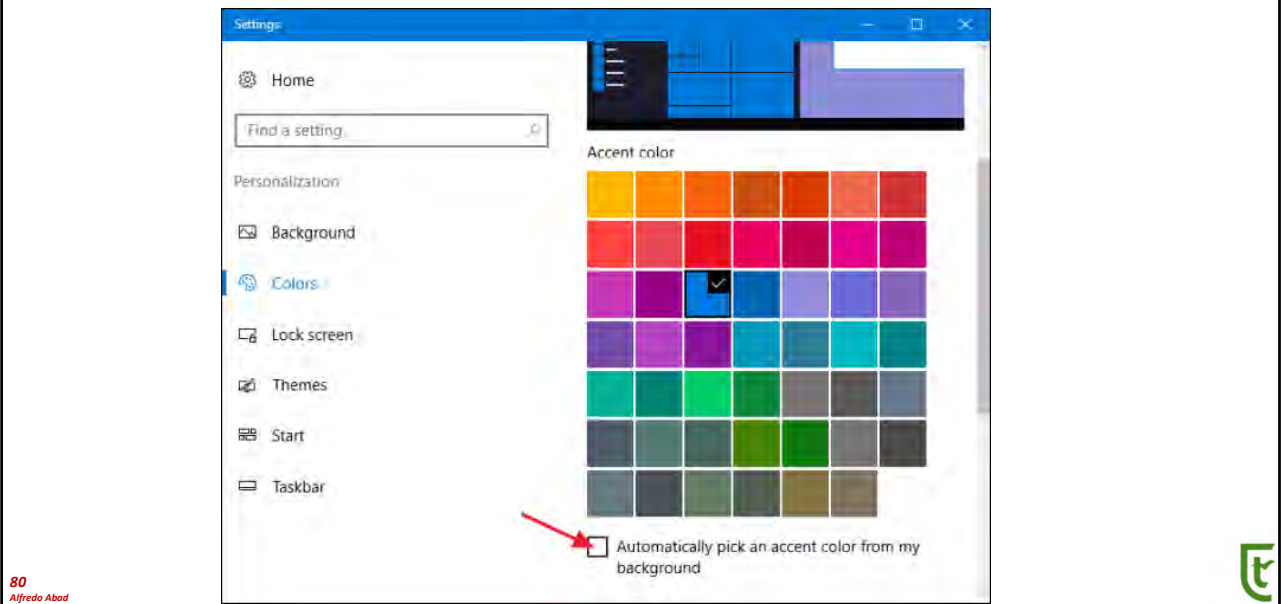 Settings
Home
Find a setting
Personalization
Background
Colors
Lock screen
Themes
Start
Taskbar
Accent color
Automatically pick an accent color from my
background
80
Alfredo Abad